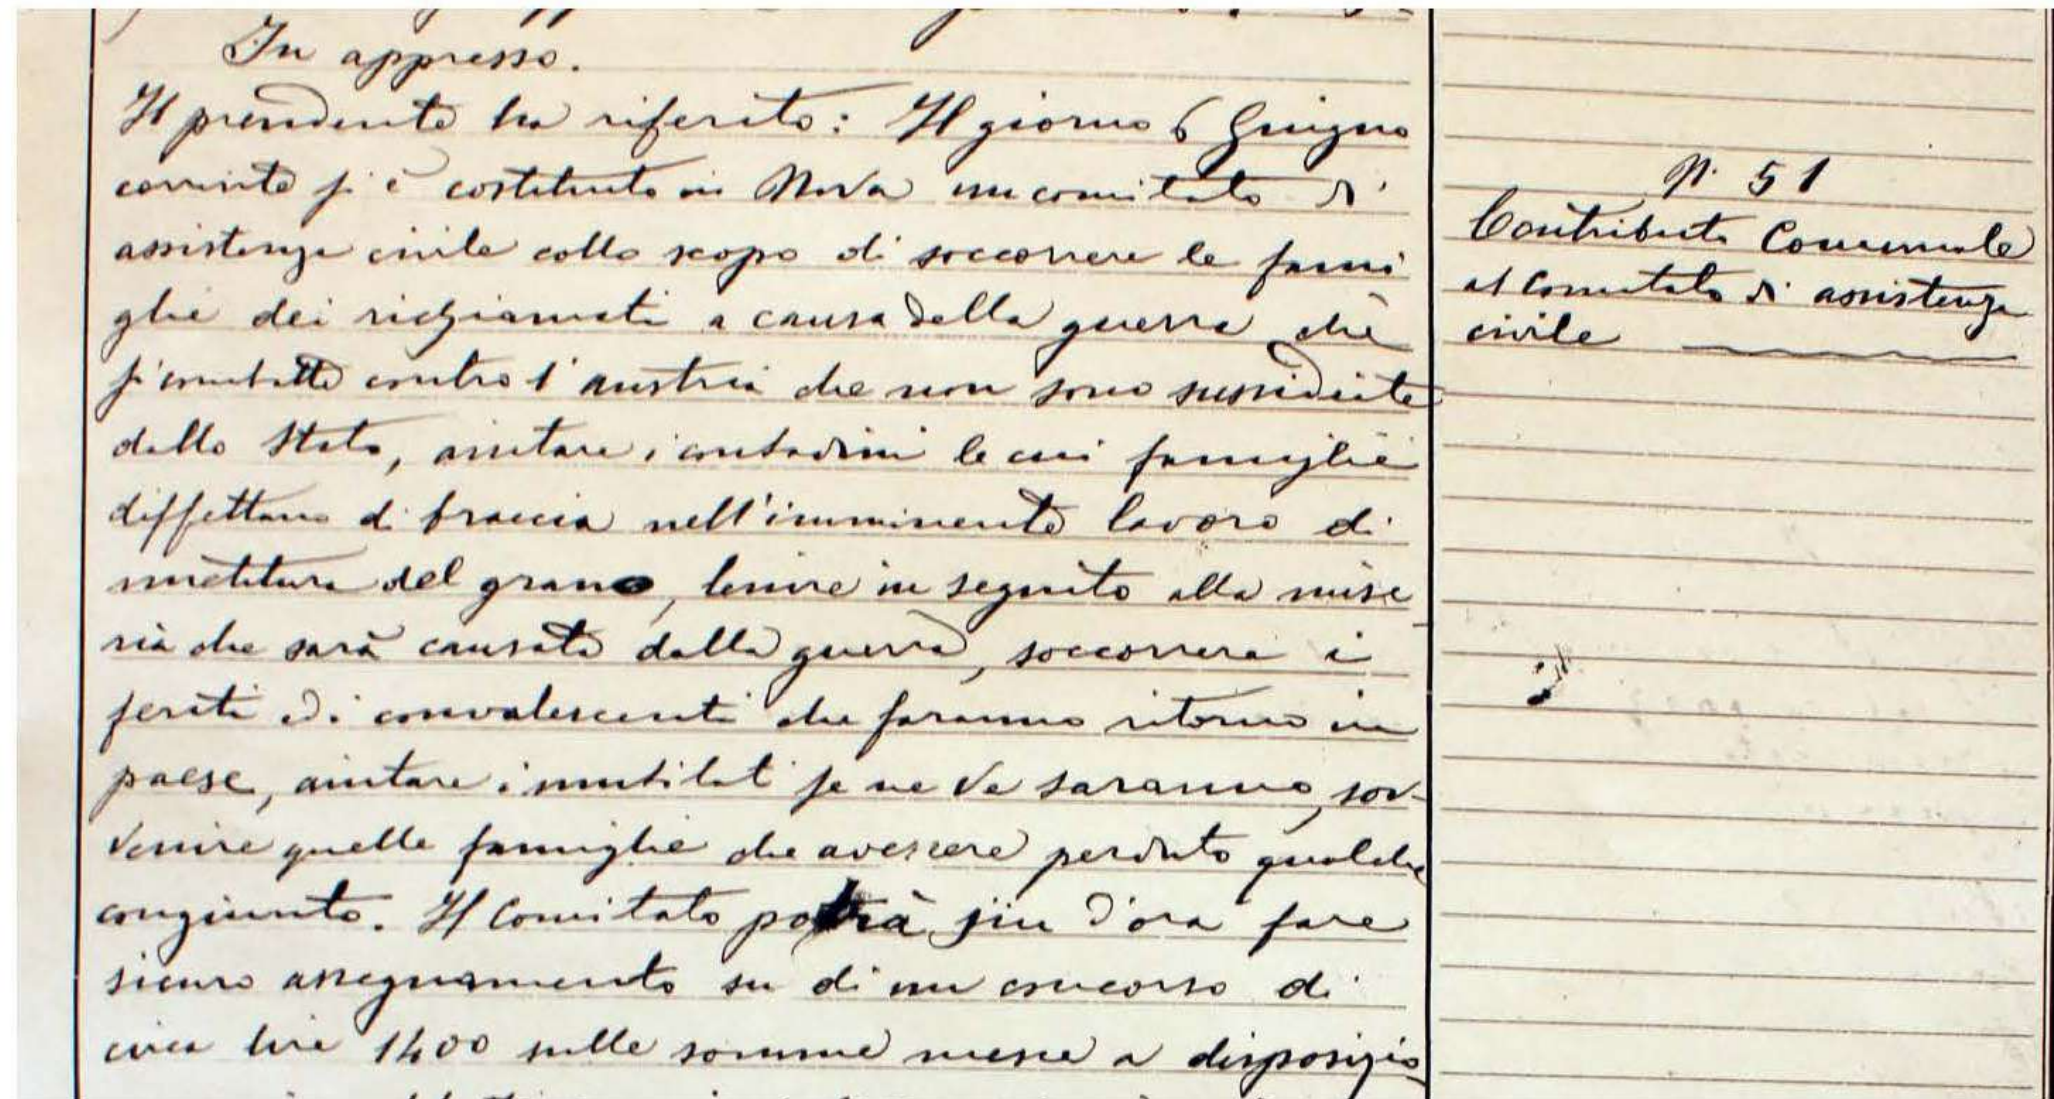 In appresso.
Il presidente ha riferito: Il giorno 6 Giugno
corrente si è costituito in Nova un comitato di
assistenza civile collo scopo di soccorrere le fami
glie dei richiamati a causa della guerra che
si combatte contro l'austria che non sono sussidiate
dallo Stato, aiutare i contadini le cui famiglie
diffettano di braccia nell'imminente lavoro di
mietitura del grano, lenire in seguito alla mise
ria che sarà causata dalla guerra, soccorrere i
feriti ed i convalescenti che faranno ritorno in
paese, aiutare i mutilati se ve ne saranno, sov-
venire quelle famiglie che avessere perduto qualche
congiunto. Il Comitato potrà fin d'ora fare
sicuro assegnamento su di un concorso di
circa lire 1400 sulle somme messe a disposizio
N. 51
Contributo Comunale
al Comitato di assistenza
civile